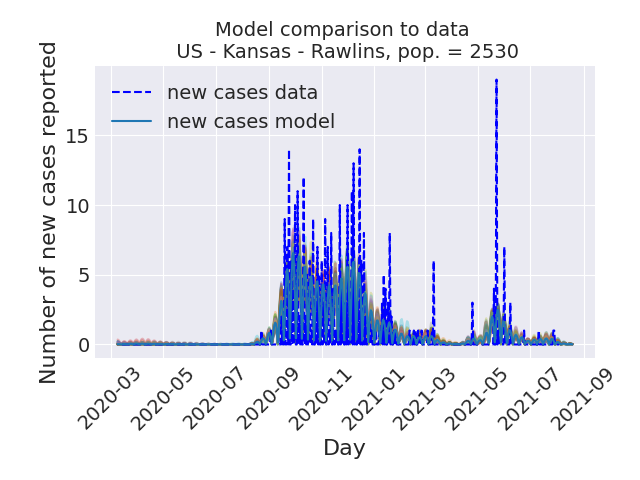 Model comparison to data
US - Kansas - Rawlins, pop. = 2530
new cases data
new cases model
Number of new cases reported
15
10
5
0
2020-03
2020-05
2020-07
2020-09
2020-11
2021-01
2021-03
2021-05
2021-07
2021-09
Day